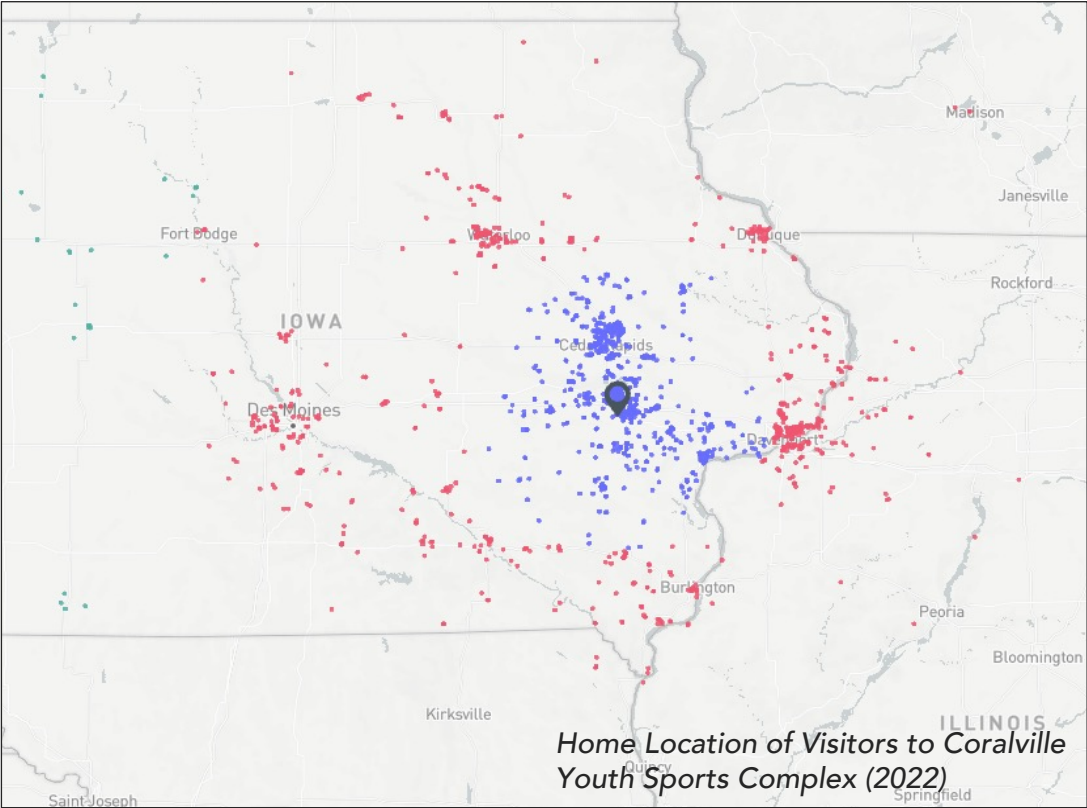 Madison
Janesville
Fort Dodge
Waterloo
Dubuque
Rockford
IOWA
Cedar Rapids
Des Moines
Davenport
Burlington
Peoria
Bloomington
Kirksville
ILLINOIS
Home Location of Visitors to Coralville
Youth Sports Complex (2022)
Quincy
Springfield
Saint Joseph